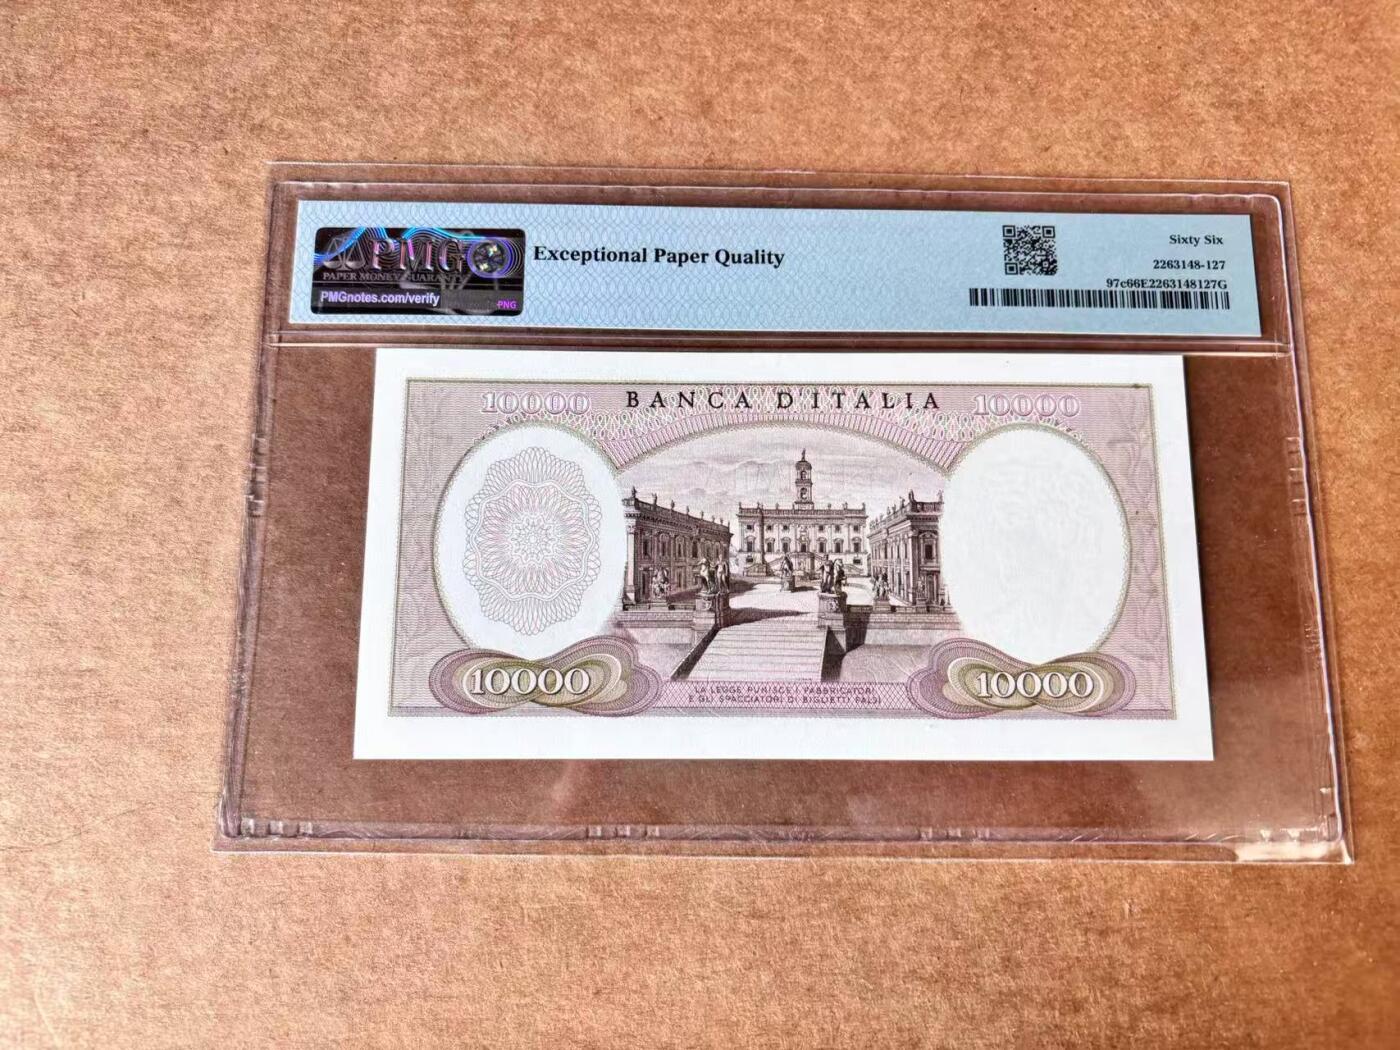 PMG
PAPER MONEY GUARANTY
PMGnotes.com/verify
PNG
Exceptional Paper Quality
Sixty Six
2263148-127
97c66E2263148127G
10000 BANCA D'ITALIA 10000
10000
LA LEGGE PUNISCE I FABBRICATORI
E GLI SPACCIATORI DI BIGLIETTI FALSI
10000